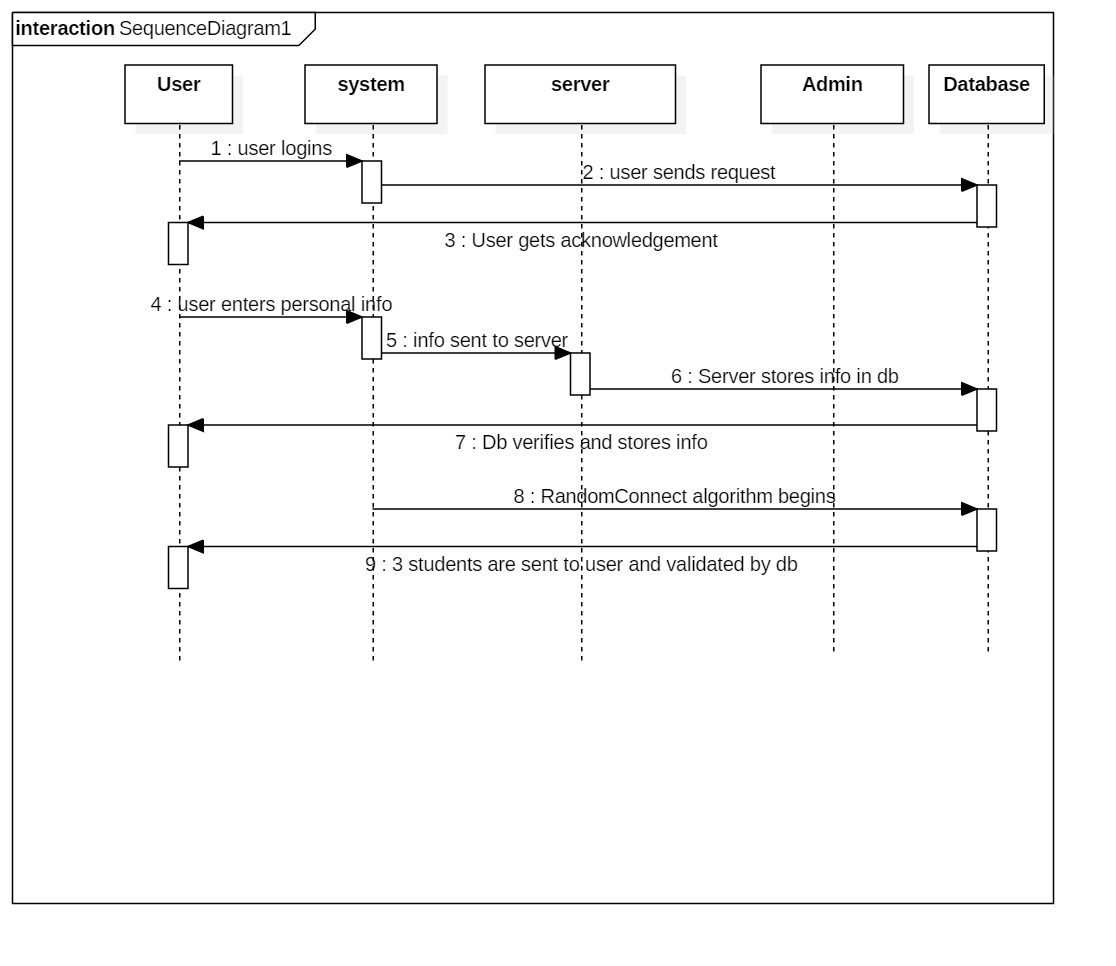 interaction SequenceDiagram1
User system server Admin Database
1 : user logins
2 : user sends request
3 : User gets acknowledgement
4 : user enters personal info
5 : info sent to server
6 : Server stores info in db
7 : Db verifies and stores info
8 : RandomConnect algorithm begins
9 : 3 students are sent to user and validated by db